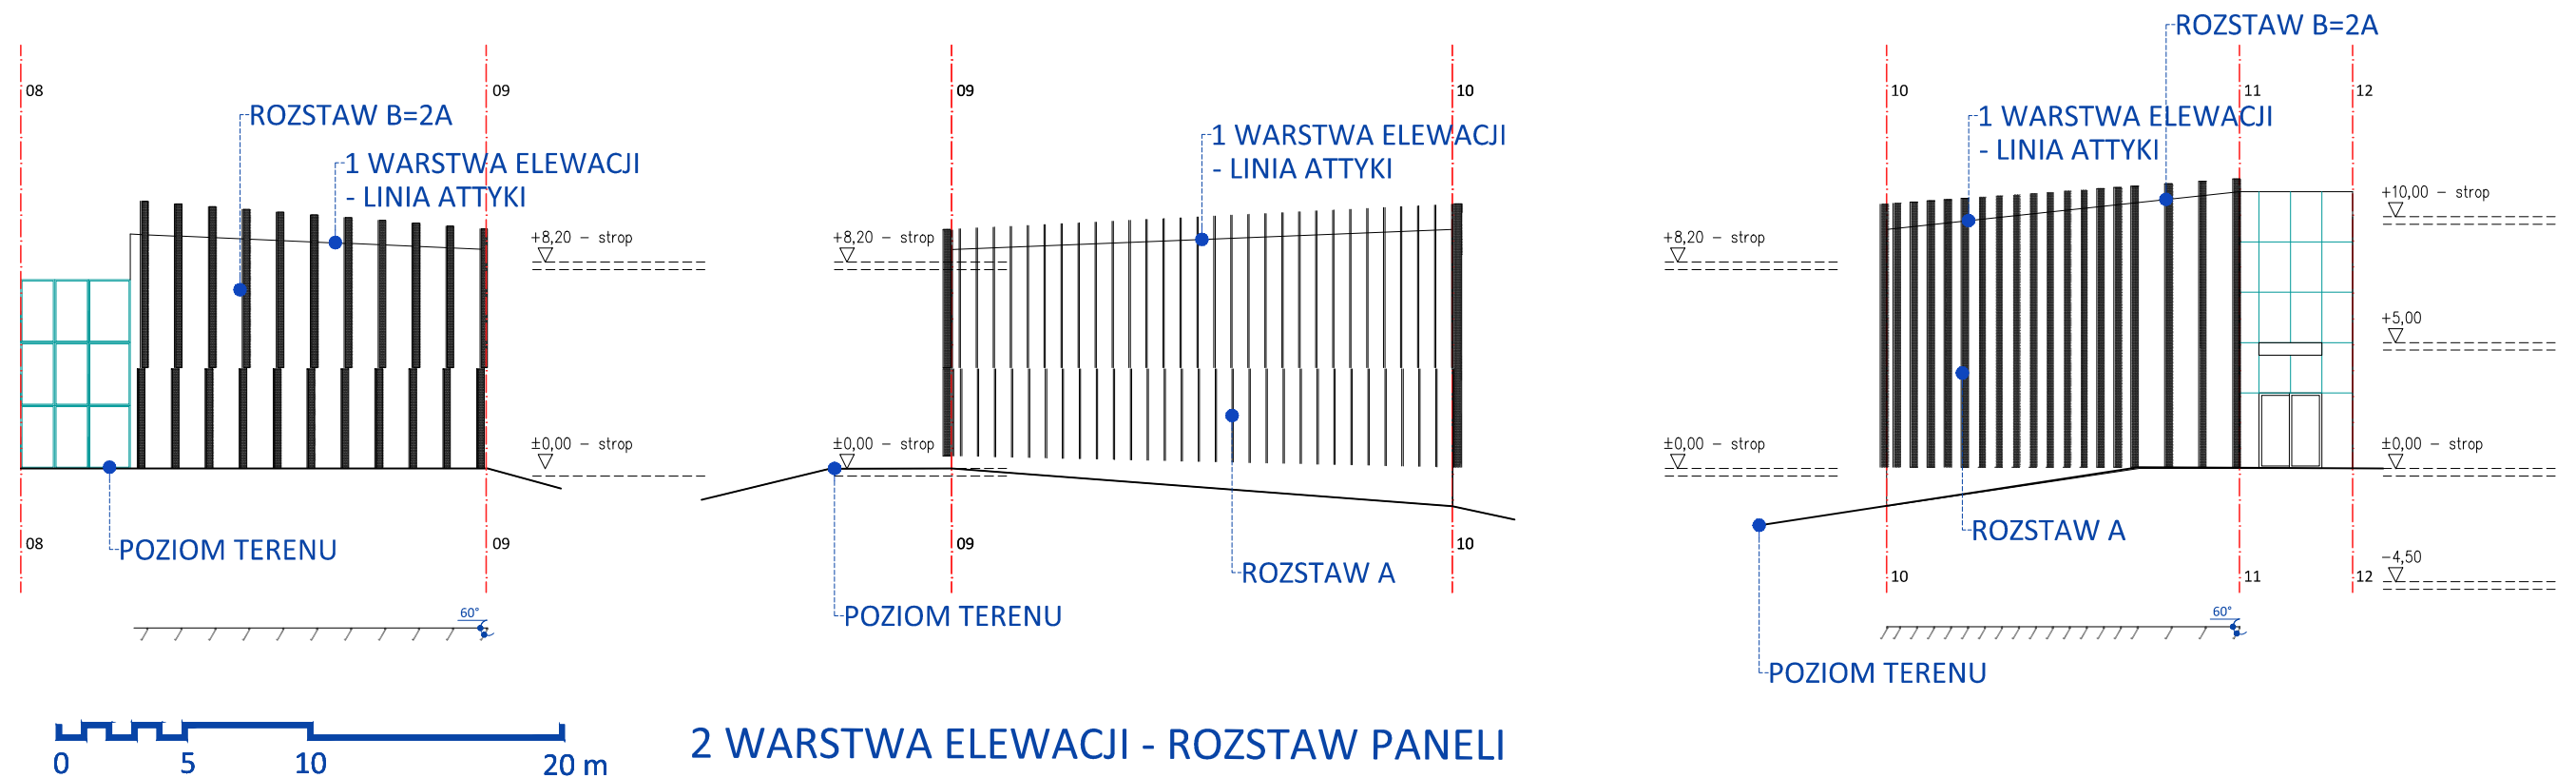 08
09
ROZSTAW B=2A
1 WARSTWA ELEWACJI
- LINIA ATTYKI
+8,20 - strop
±0,00 - strop
POZIOM TERENU
08
09
60°
09
10
1 WARSTWA ELEWACJI
- LINIA ATTYKI
+8,20 - strop
±0,00 - strop
09
10
ROZSTAW A
POZIOM TERENU
ROZSTAW B=2A
10
11
12
1 WARSTWA ELEWACJI
- LINIA ATTYKI
+10,00 - strop
+8,20 - strop
+5,00
±0,00 - strop
±0,00 - strop
ROZSTAW A
-4,50
10
11
12
60°
POZIOM TERENU
0 5 10 20 m
2 WARSTWA ELEWACJI - ROZSTAW PANELI